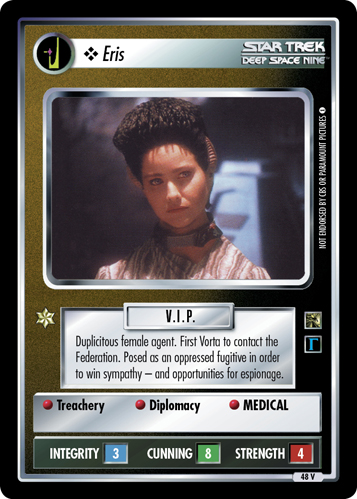 ❖ Eris
STAR TREK
DEEP SPACE NINE™
NOT ENDORSED BY CBS OR PARAMOUNT PICTURES
V.I.P.
Duplicitous female agent. First Vorta to contact the
Federation. Posed as an oppressed fugitive in order
to win sympathy – and opportunities for espionage.
Γ
Treachery Diplomacy MEDICAL
INTEGRITY 3 CUNNING 8 STRENGTH 4
48 V